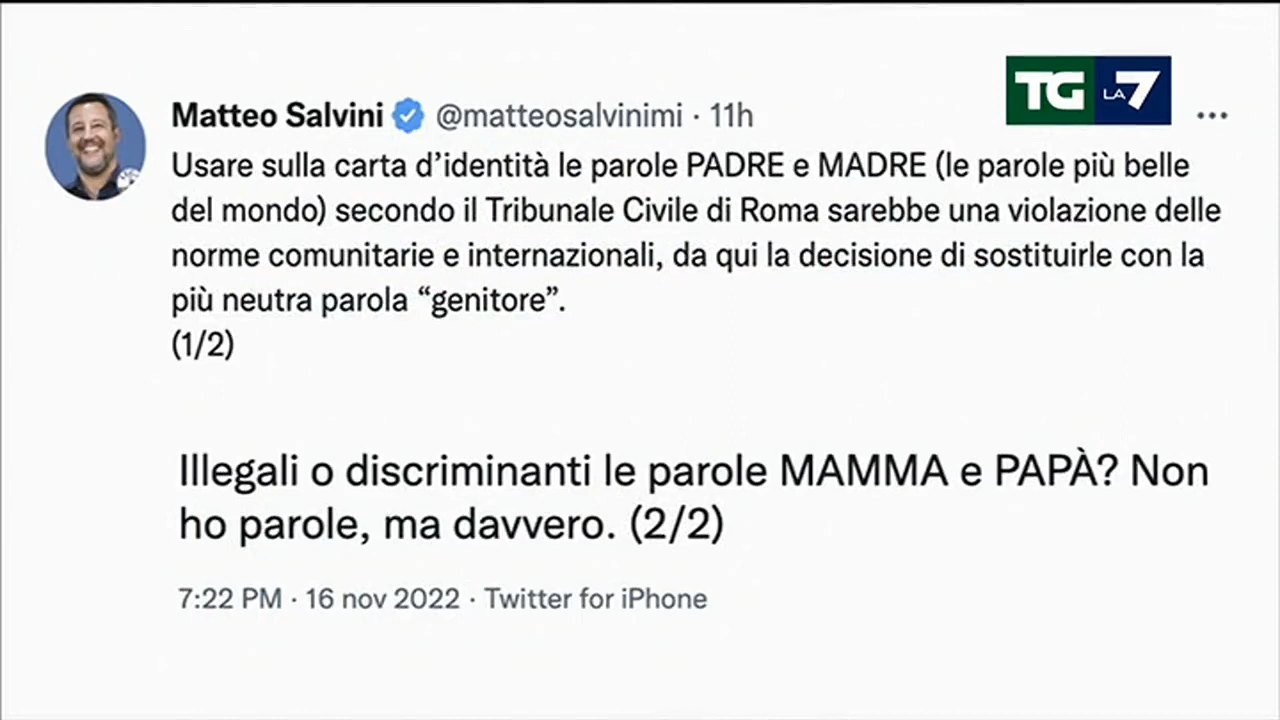 TG LA 7
Matteo Salvini @matteosalvinimi · 11h
Usare sulla carta d’identità le parole PADRE e MADRE (le parole più belle
del mondo) secondo il Tribunale Civile di Roma sarebbe una violazione delle
norme comunitarie e internazionali, da qui la decisione di sostituirle con la
più neutra parola “genitore”.
(1/2)
Illegali o discriminanti le parole MAMMA e PAPÀ? Non
ho parole, ma davvero. (2/2)
7:22 PM · 16 nov 2022 · Twitter for iPhone